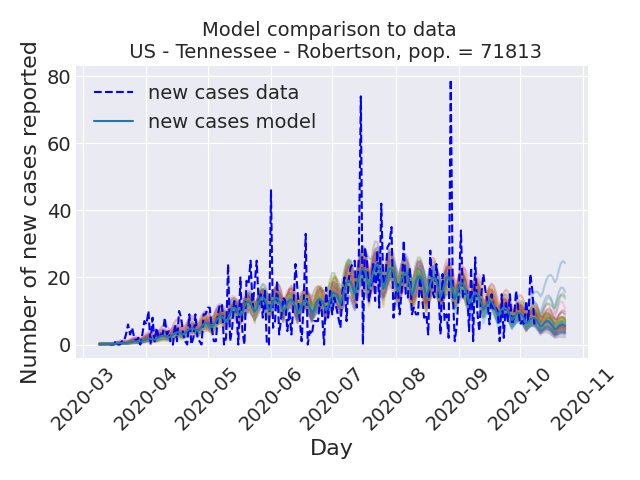 Model comparison to data
US - Tennessee - Robertson, pop. = 71813
Number of new cases reported
80
60
40
20
0
new cases data
new cases model
2020-03
2020-04
2020-05
2020-06
2020-07
2020-08
2020-09
2020-10
2020-11
Day